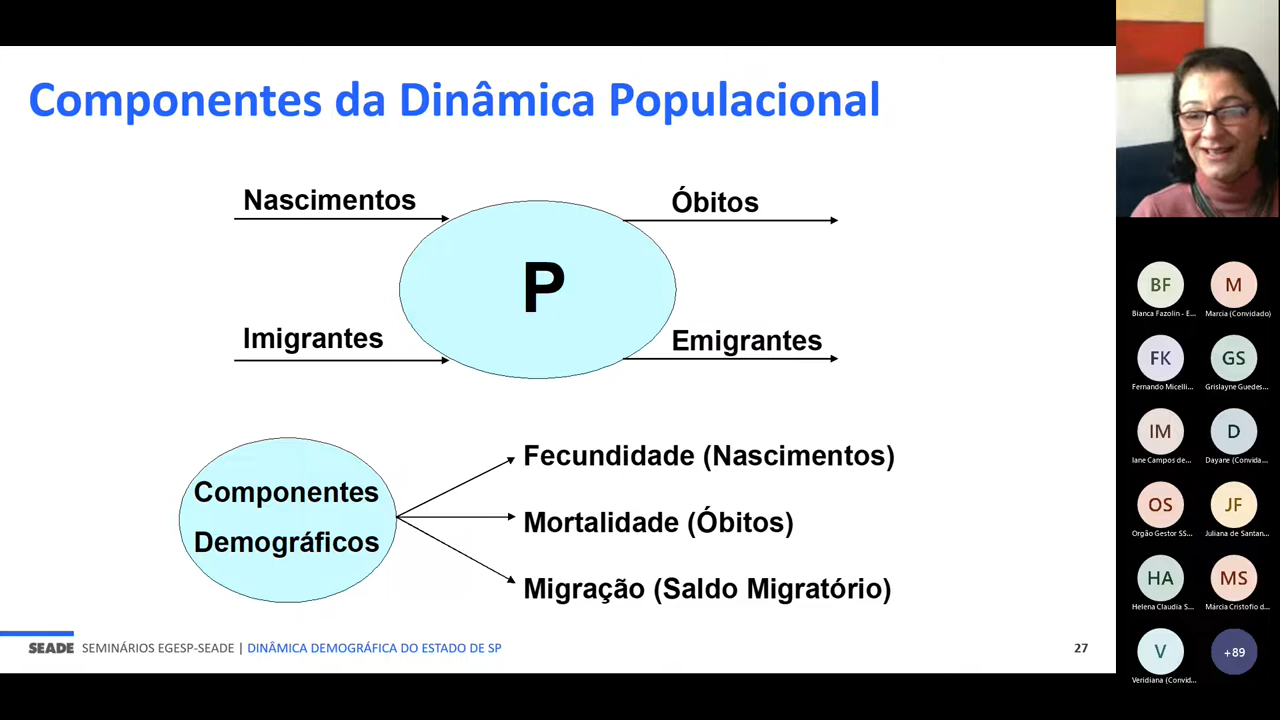 Componentes da Dinâmica Populacional
Nascimentos
Óbitos
P
Imigrantes
Emigrantes
Componentes
Demográficos
Fecundidade (Nascimentos)
Mortalidade (Óbitos)
Migração (Saldo Migratório)
SEADE SEMINÁRIOS EGESP-SEADE | DINÂMICA DEMOGRÁFICA DO ESTADO DE SP
27
BF
Bianca Fazolin - E...
M
Marcia (Convidado)
FK
Fernando Micelli...
GS
Grislayne Guedes...
IM
Iane Campos de...
D
Dayane (Convida...
OS
Orgão Gestor SS...
JF
Juliana de Santan...
HA
Helena Claudia S...
MS
Márcia Cristofio d...
V
Veridiana (Convid...
+89